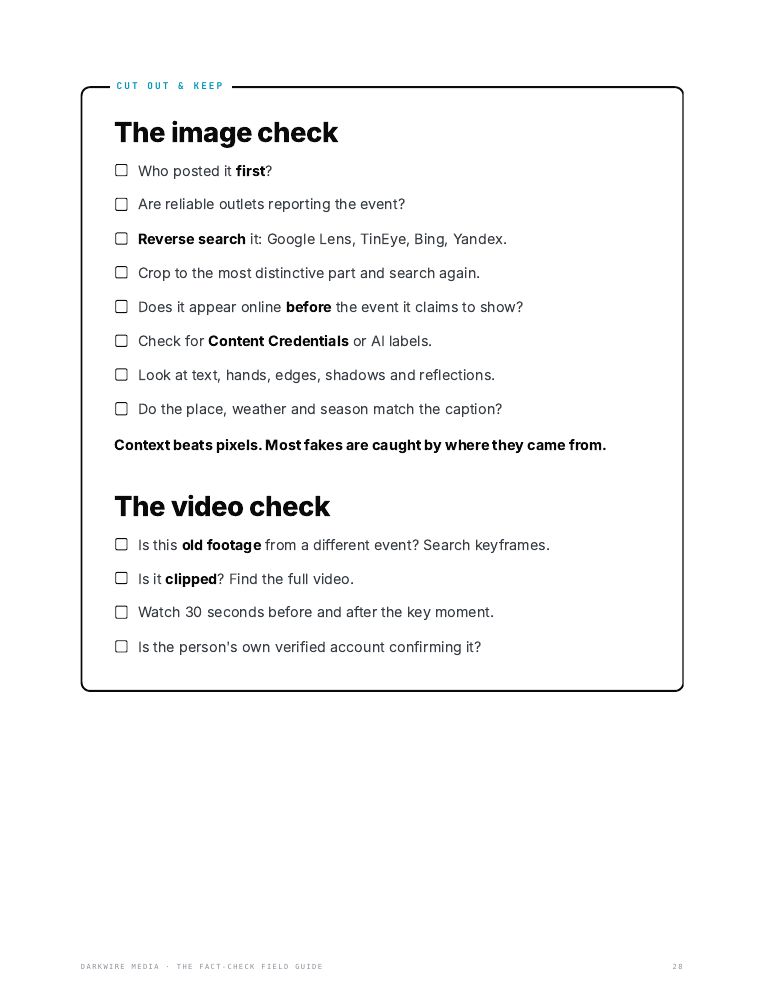 CUT OUT & KEEP
The image check
Who posted it first?
Are reliable outlets reporting the event?
Reverse search it: Google Lens, TinEye, Bing, Yandex.
Crop to the most distinctive part and search again.
Does it appear online before the event it claims to show?
Check for Content Credentials or AI labels.
Look at text, hands, edges, shadows and reflections.
Do the place, weather and season match the caption?
Context beats pixels. Most fakes are caught by where they came from.
The video check
Is this old footage from a different event? Search keyframes.
Is it clipped? Find the full video.
Watch 30 seconds before and after the key moment.
Is the person's own verified account confirming it?
DARKWIRE MEDIA · THE FACT-CHECK FIELD GUIDE
28